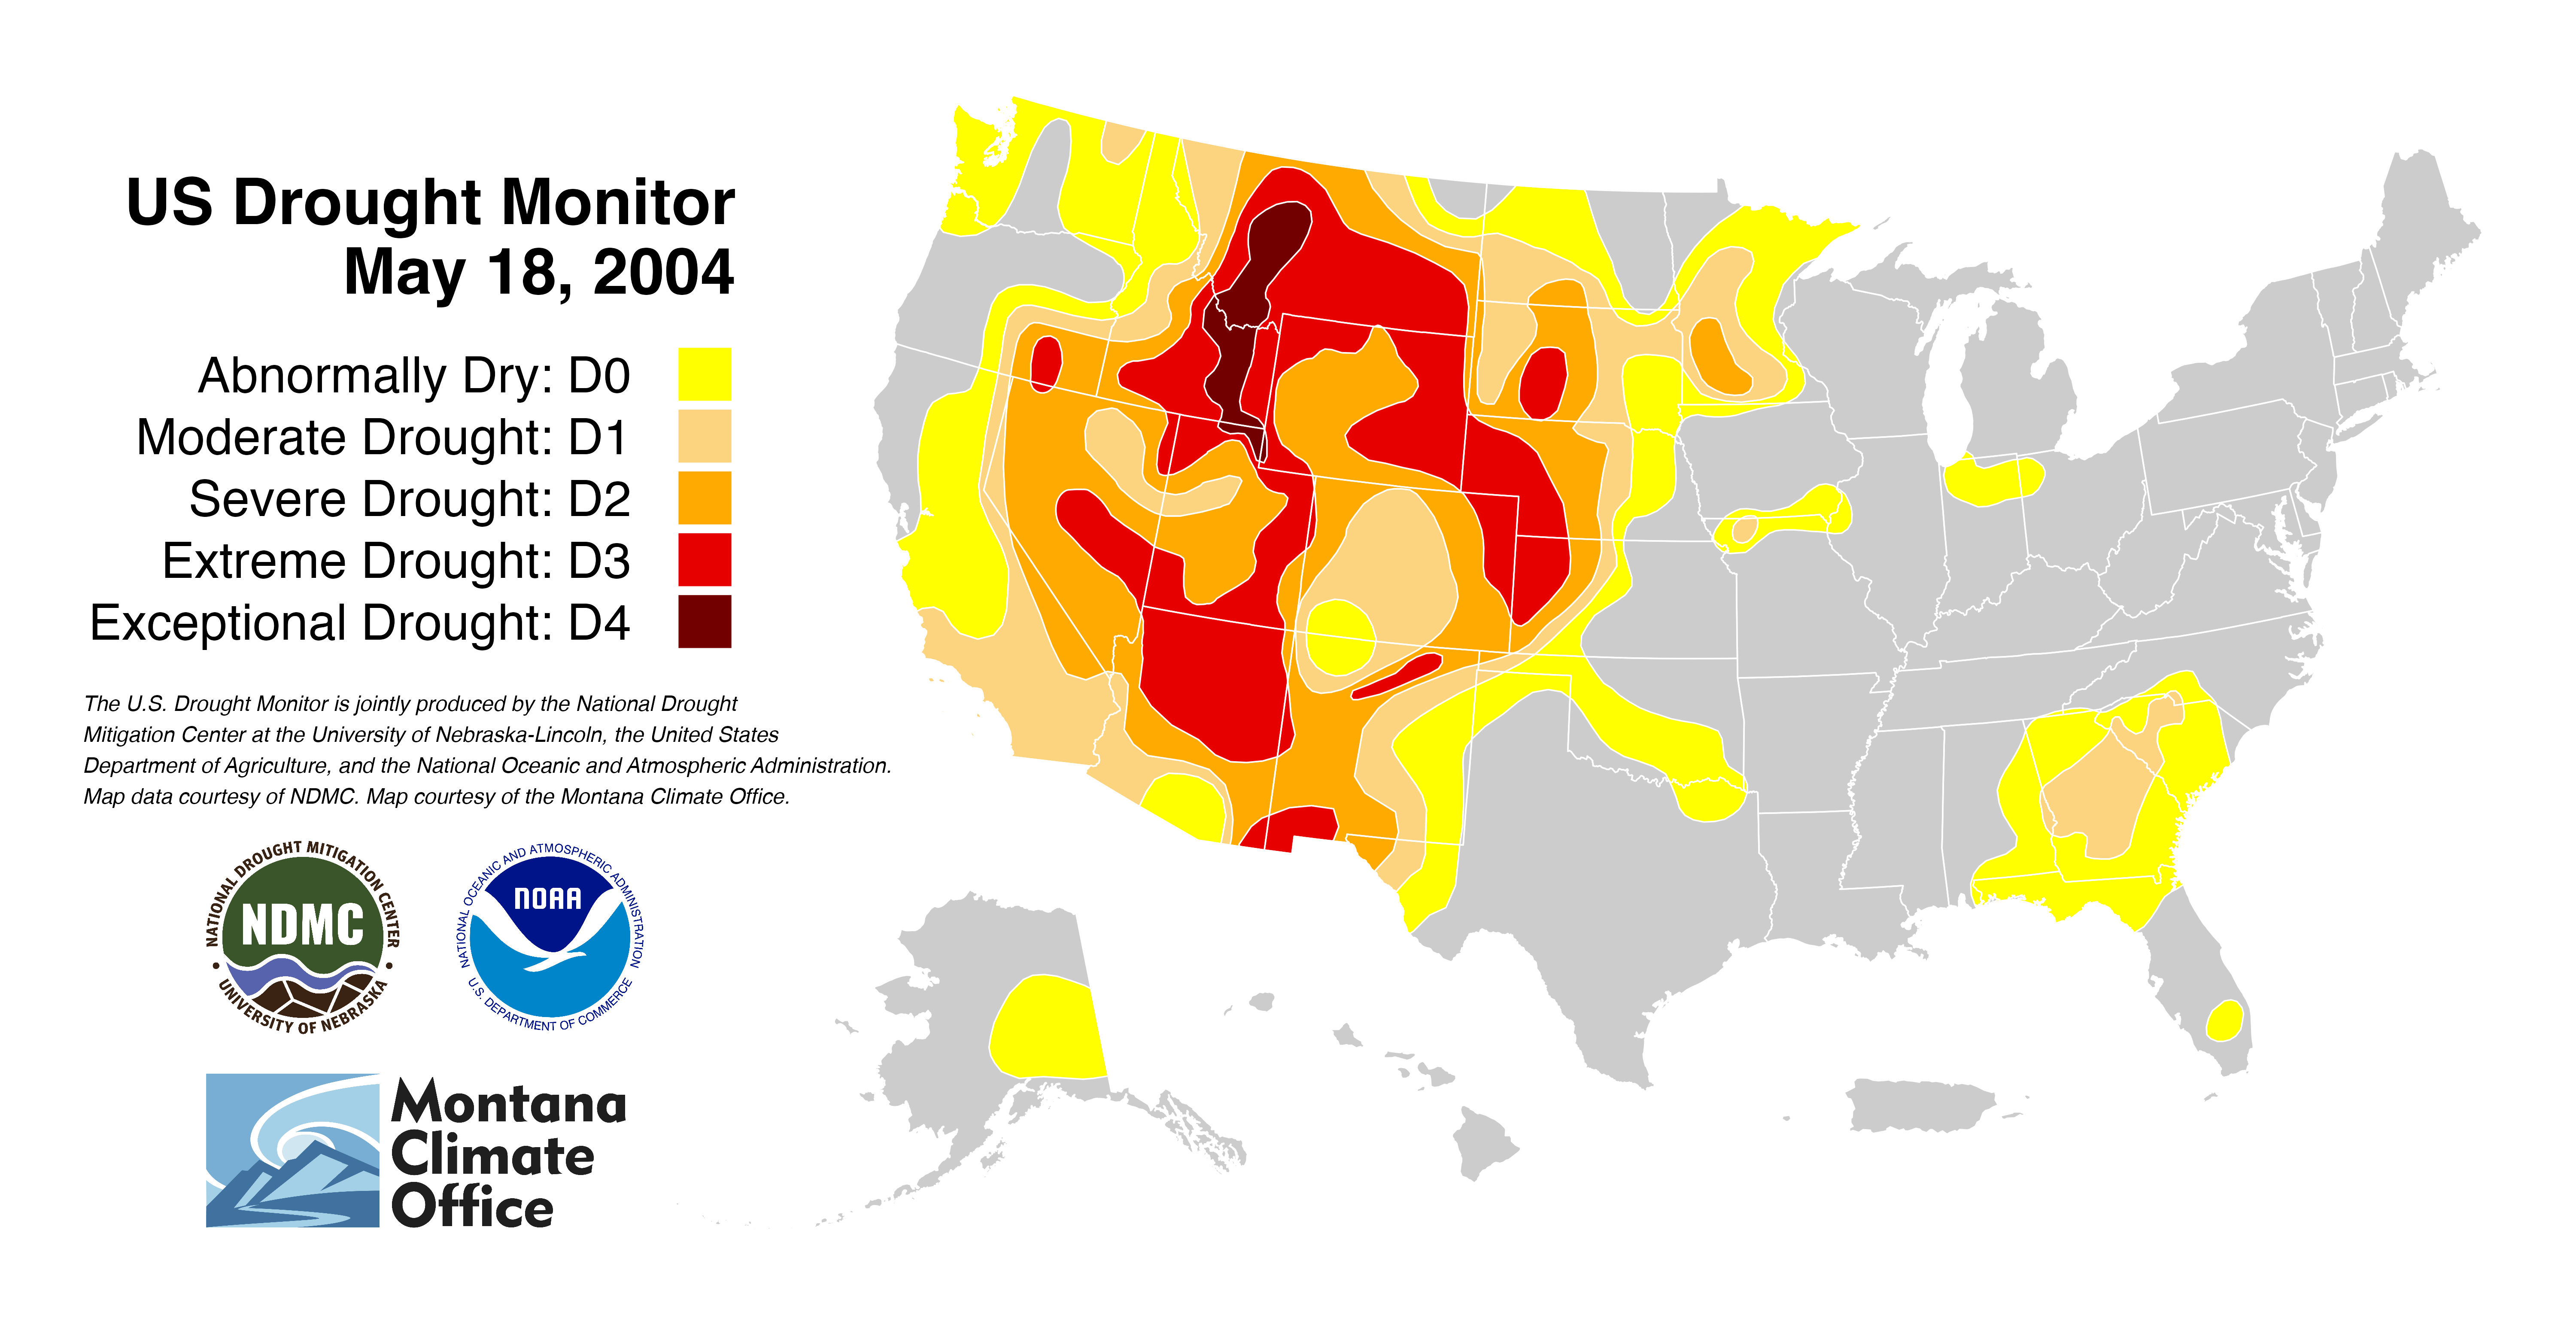 US Drought Monitor
May 18, 2004
Abnormally Dry: D0
Moderate Drought: D1
Severe Drought: D2
Extreme Drought: D3
Exceptional Drought: D4
The U.S. Drought Monitor is jointly produced by the National Drought
Mitigation Center at the University of Nebraska-Lincoln, the United States
Department of Agriculture, and the National Oceanic and Atmospheric Administration.
Map data courtesy of NDMC. Map courtesy of the Montana Climate Office.
NATIONAL DROUGHT MITIGATION CENTER
NDMC
• UNIVERSITY OF NEBRASKA •
NATIONAL OCEANIC AND ATMOSPHERIC ADMINISTRATION
NOAA
U.S. DEPARTMENT OF COMMERCE
Montana
Climate
Office